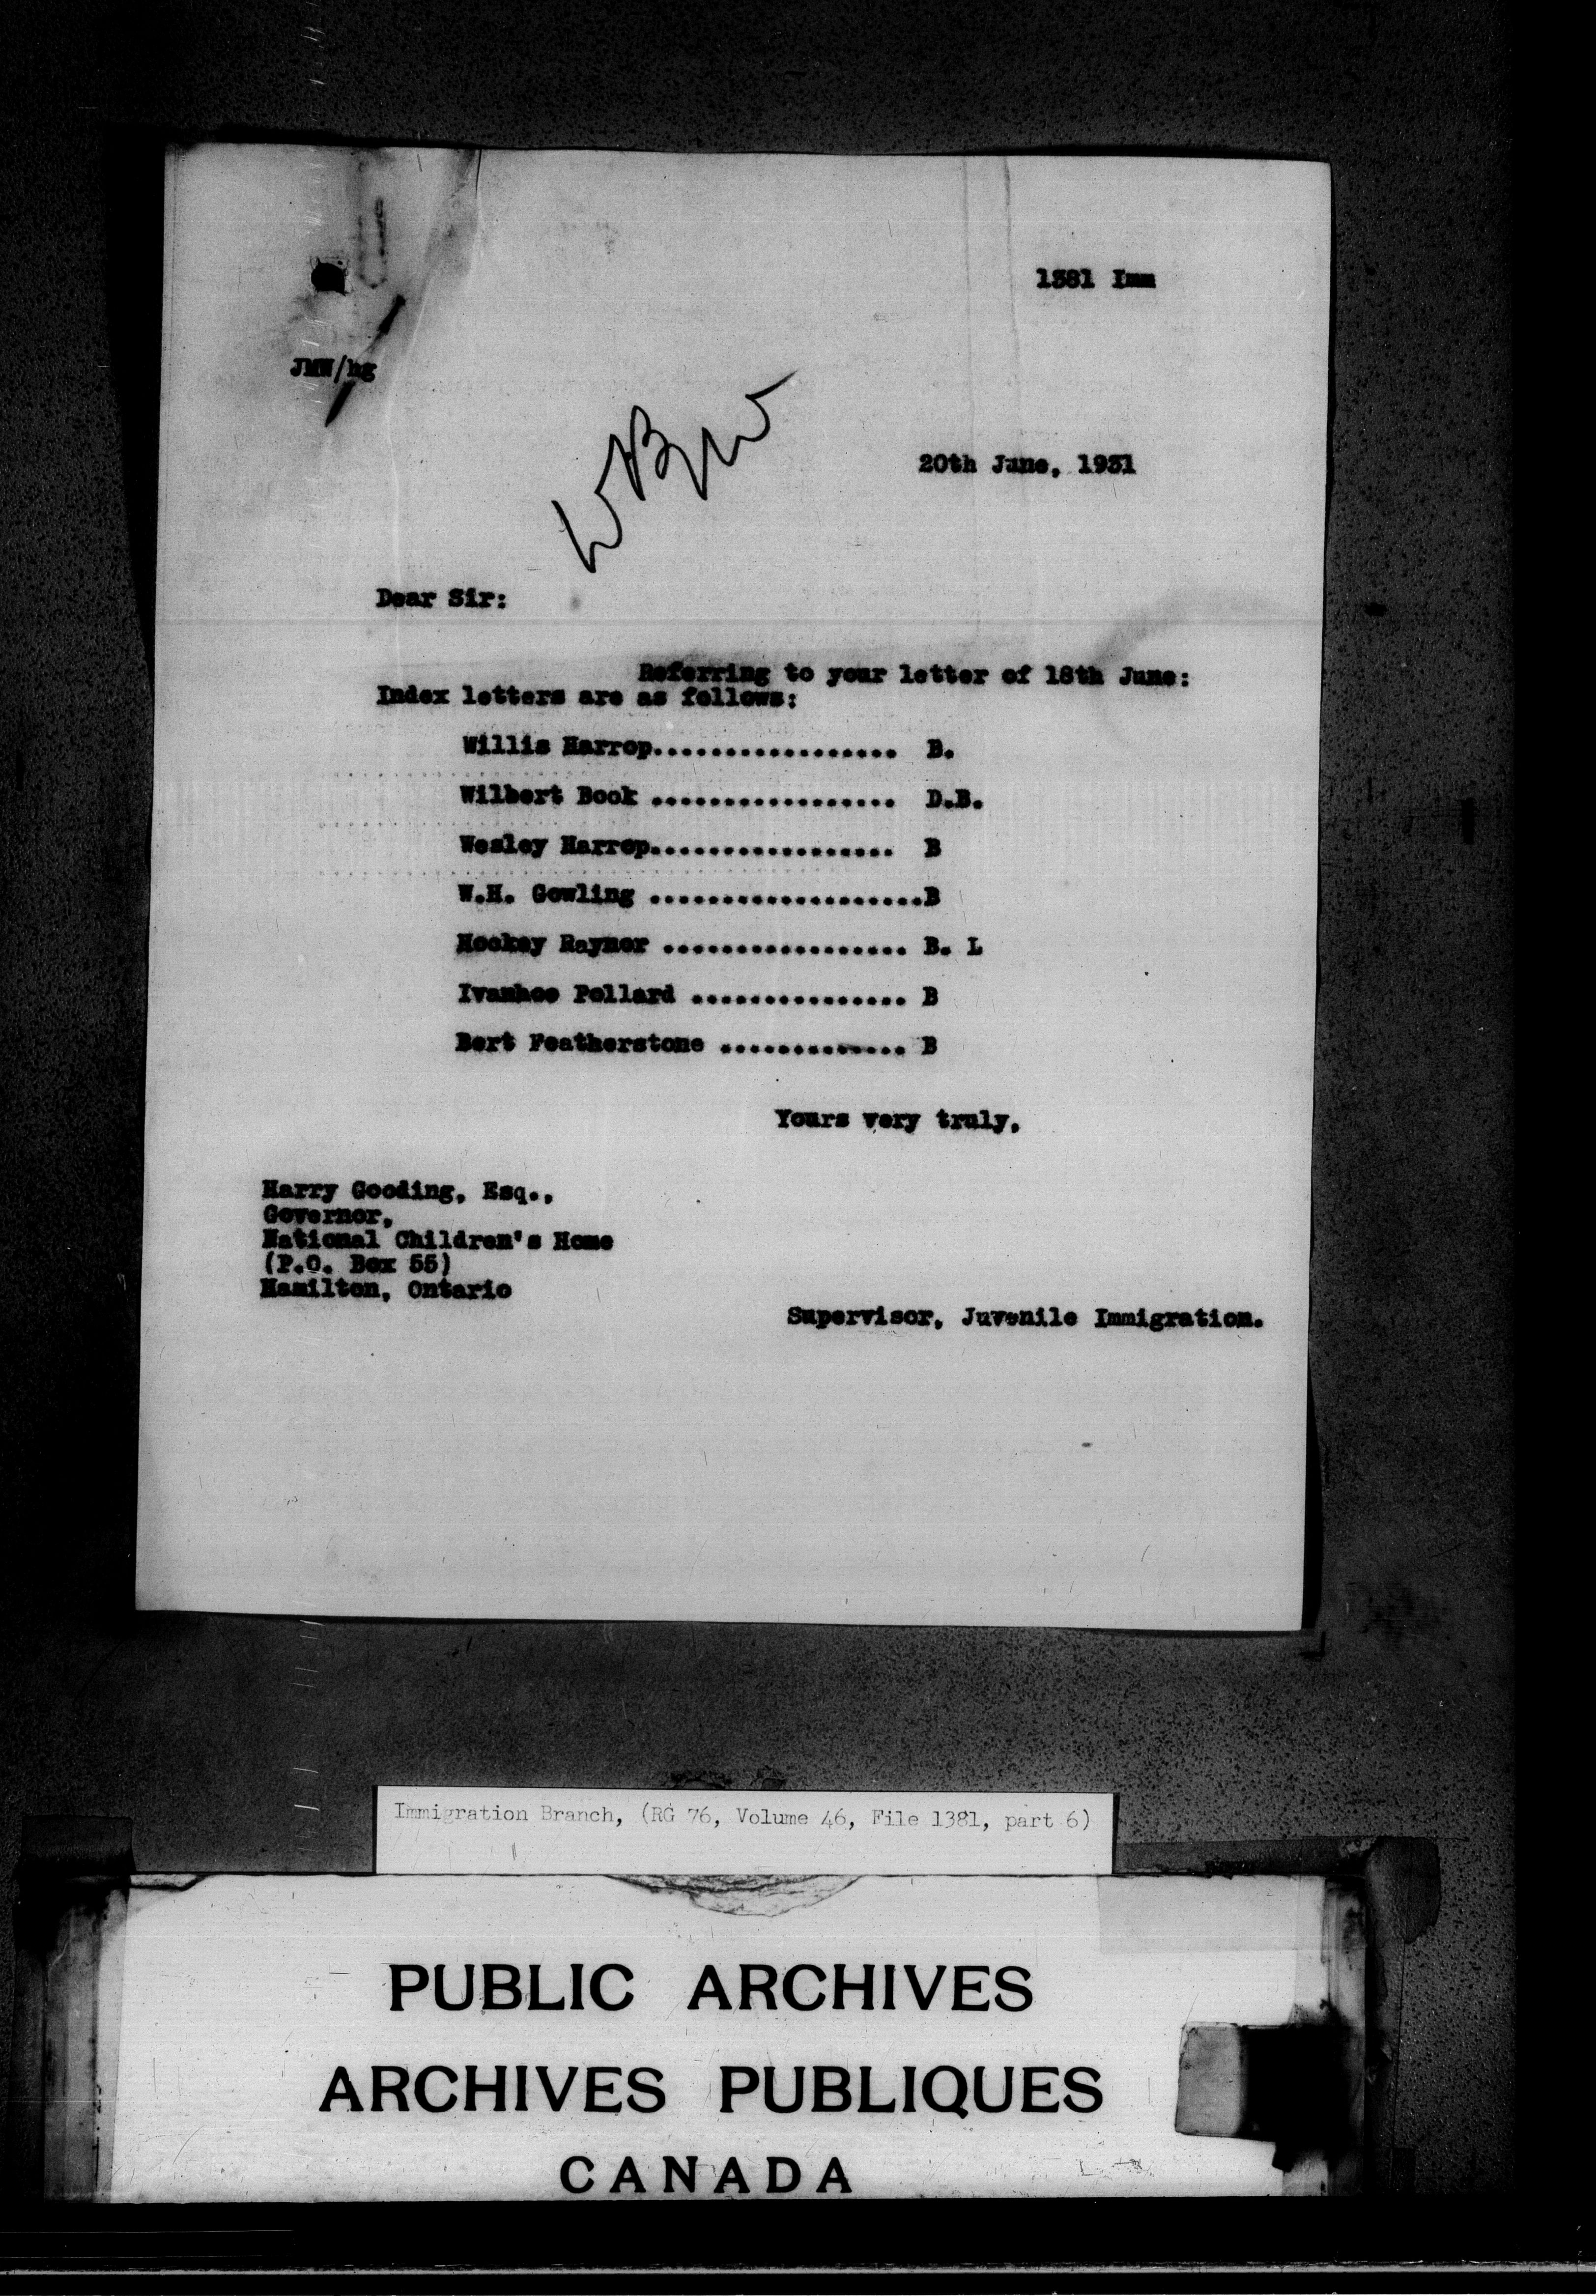 1381 Imm
JMW/hg
20th June, 1931
Dear Sir:
Referring to your letter of 18th June:
Index letters are as follows:
Willis Harrop................. B.
Wilbert Book ................. D.B.
Wesley Harrop................. B
W.H. Gowling ...................B
Hockey Rayner ................. B. L
Ivanhoe Pollard ............... B
Bert Featherstone ............. B
Yours very truly,
Harry Gooding, Esq.,
Governor,
National Children's Home
(P.O. Box 55)
Hamilton, Ontario
Supervisor, Juvenile Immigration.
Immigration Branch, (RG 76, Volume 46, File 1381, part 6)
PUBLIC ARCHIVES
ARCHIVES PUBLIQUES
CANADA